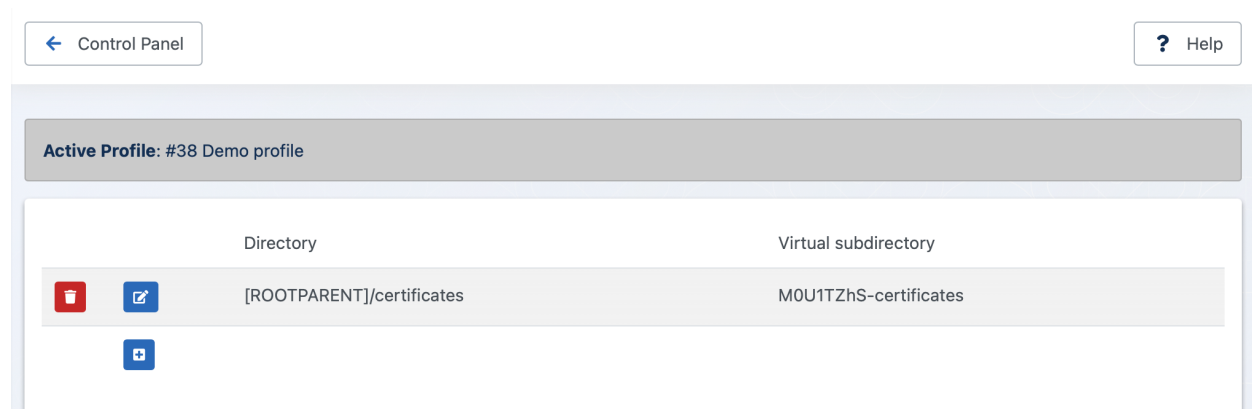 Control Panel
? Help
Active Profile: #38 Demo profile
Directory Virtual subdirectory
[ROOTPARENT]/certificates M0U1TZhS-certificates